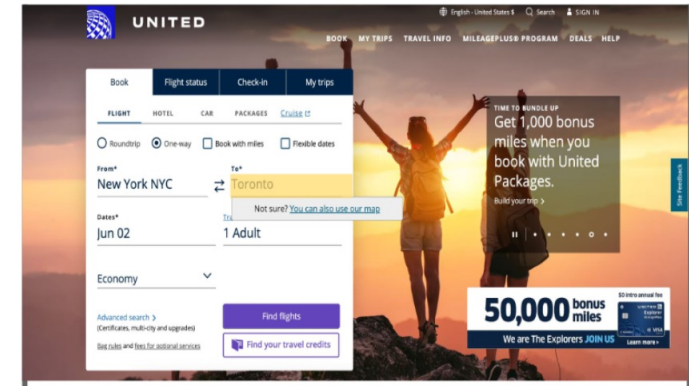 UNITED
English - United States $ Search SIGN IN
BOOK MY TRIPS TRAVEL INFO MILEAGEPLUS® PROGRAM DEALS HELP
Book Flight status Check-in My trips
FLIGHT HOTEL CAR PACKAGES Cruise
Roundtrip One-way Book with miles Flexible dates
From* To*
New York NYC Toronto
Not sure? You can also use our map
Dates*
Jun 02 1 Adult
Economy
Advanced search >
(Certificates, multi-city and upgrades)
Bag rules and fees for optional services
Find flights
Find your travel credits
TIME TO BUNDLE UP
Get 1,000 bonus
miles when you
book with United
Packages.
Build your trip >
Site Feedback
50,000 bonus
miles
$0 intro annual fee
UNITED
Explorer
VISA
We are The Explorers JOIN US
Learn more >